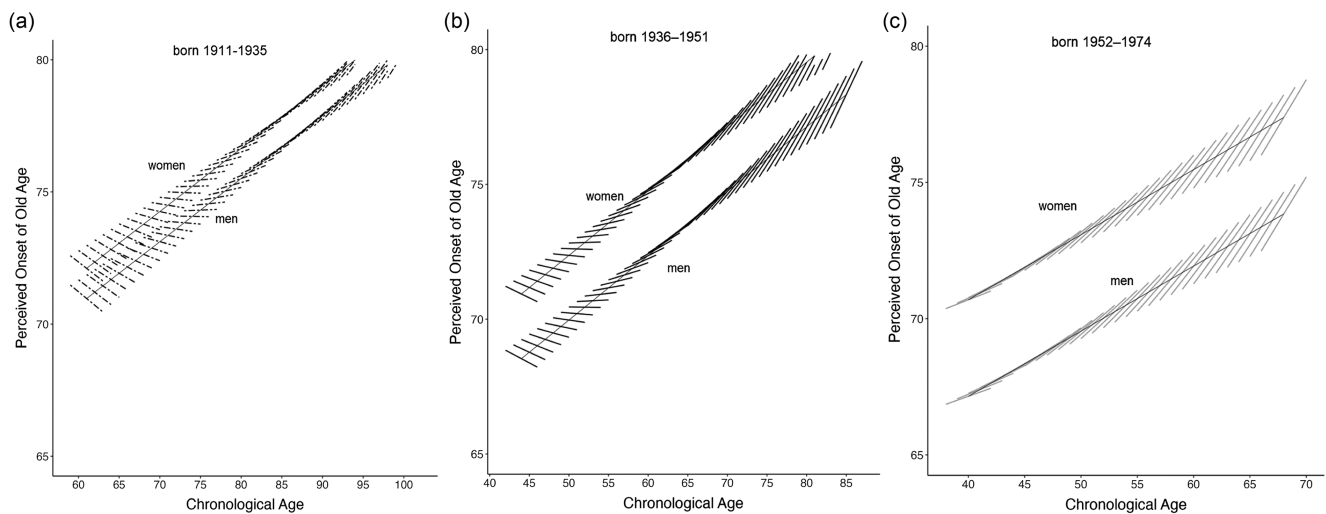 (a)
born 1911-1935
Perceived Onset of Old Age
80
75
70
65
women
men
60 65 70 75 80 85 90 95 100
Chronological Age
(b)
born 1936–1951
Perceived Onset of Old Age
80
75
70
65
women
men
40 45 50 55 60 65 70 75 80 85
Chronological Age
(c)
born 1952–1974
Perceived Onset of Old Age
80
75
70
65
women
men
40 45 50 55 60 65 70
Chronological Age